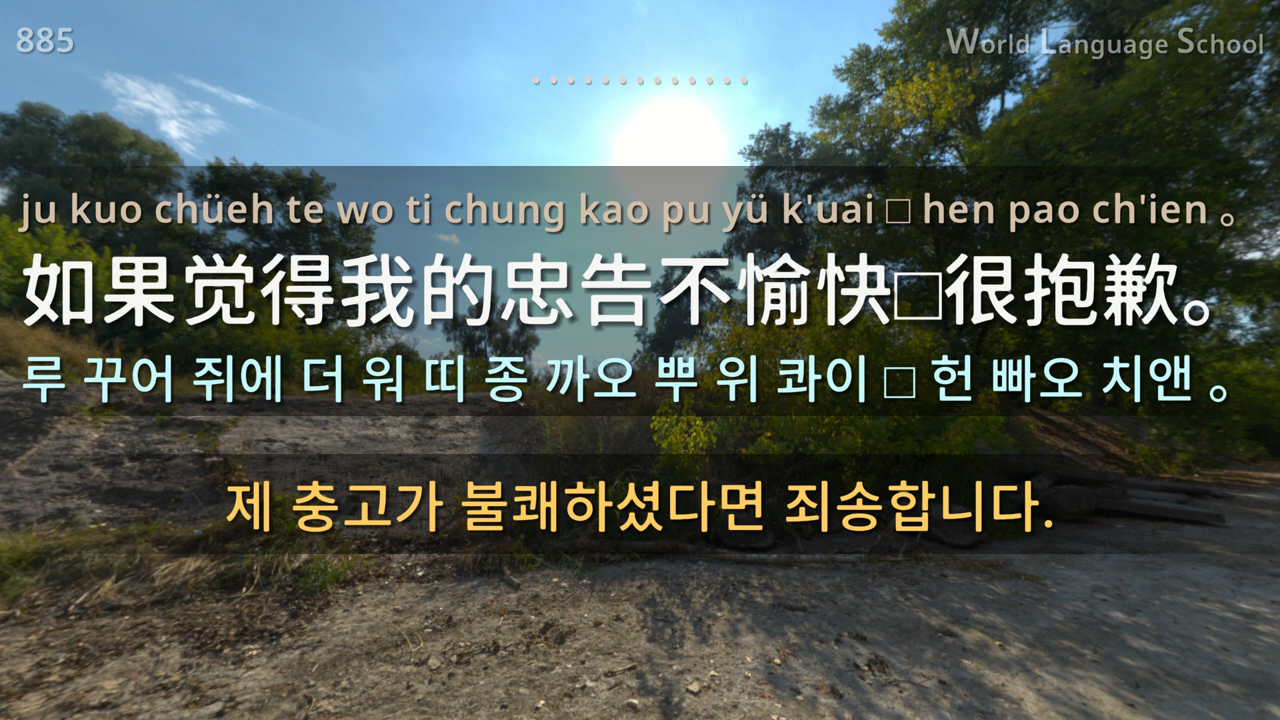 885
World Language School
ju kuo chüeh te wo ti chung kao pu yü k'uai □ hen pao ch'ien 。
如果觉得我的忠告不愉快□很抱歉。
루 꾸어 쥐에 더 워 띠 종 까오 뿌 위 콰이 □ 헌 빠오 치앤 。
제 충고가 불쾌하셨다면 죄송합니다.